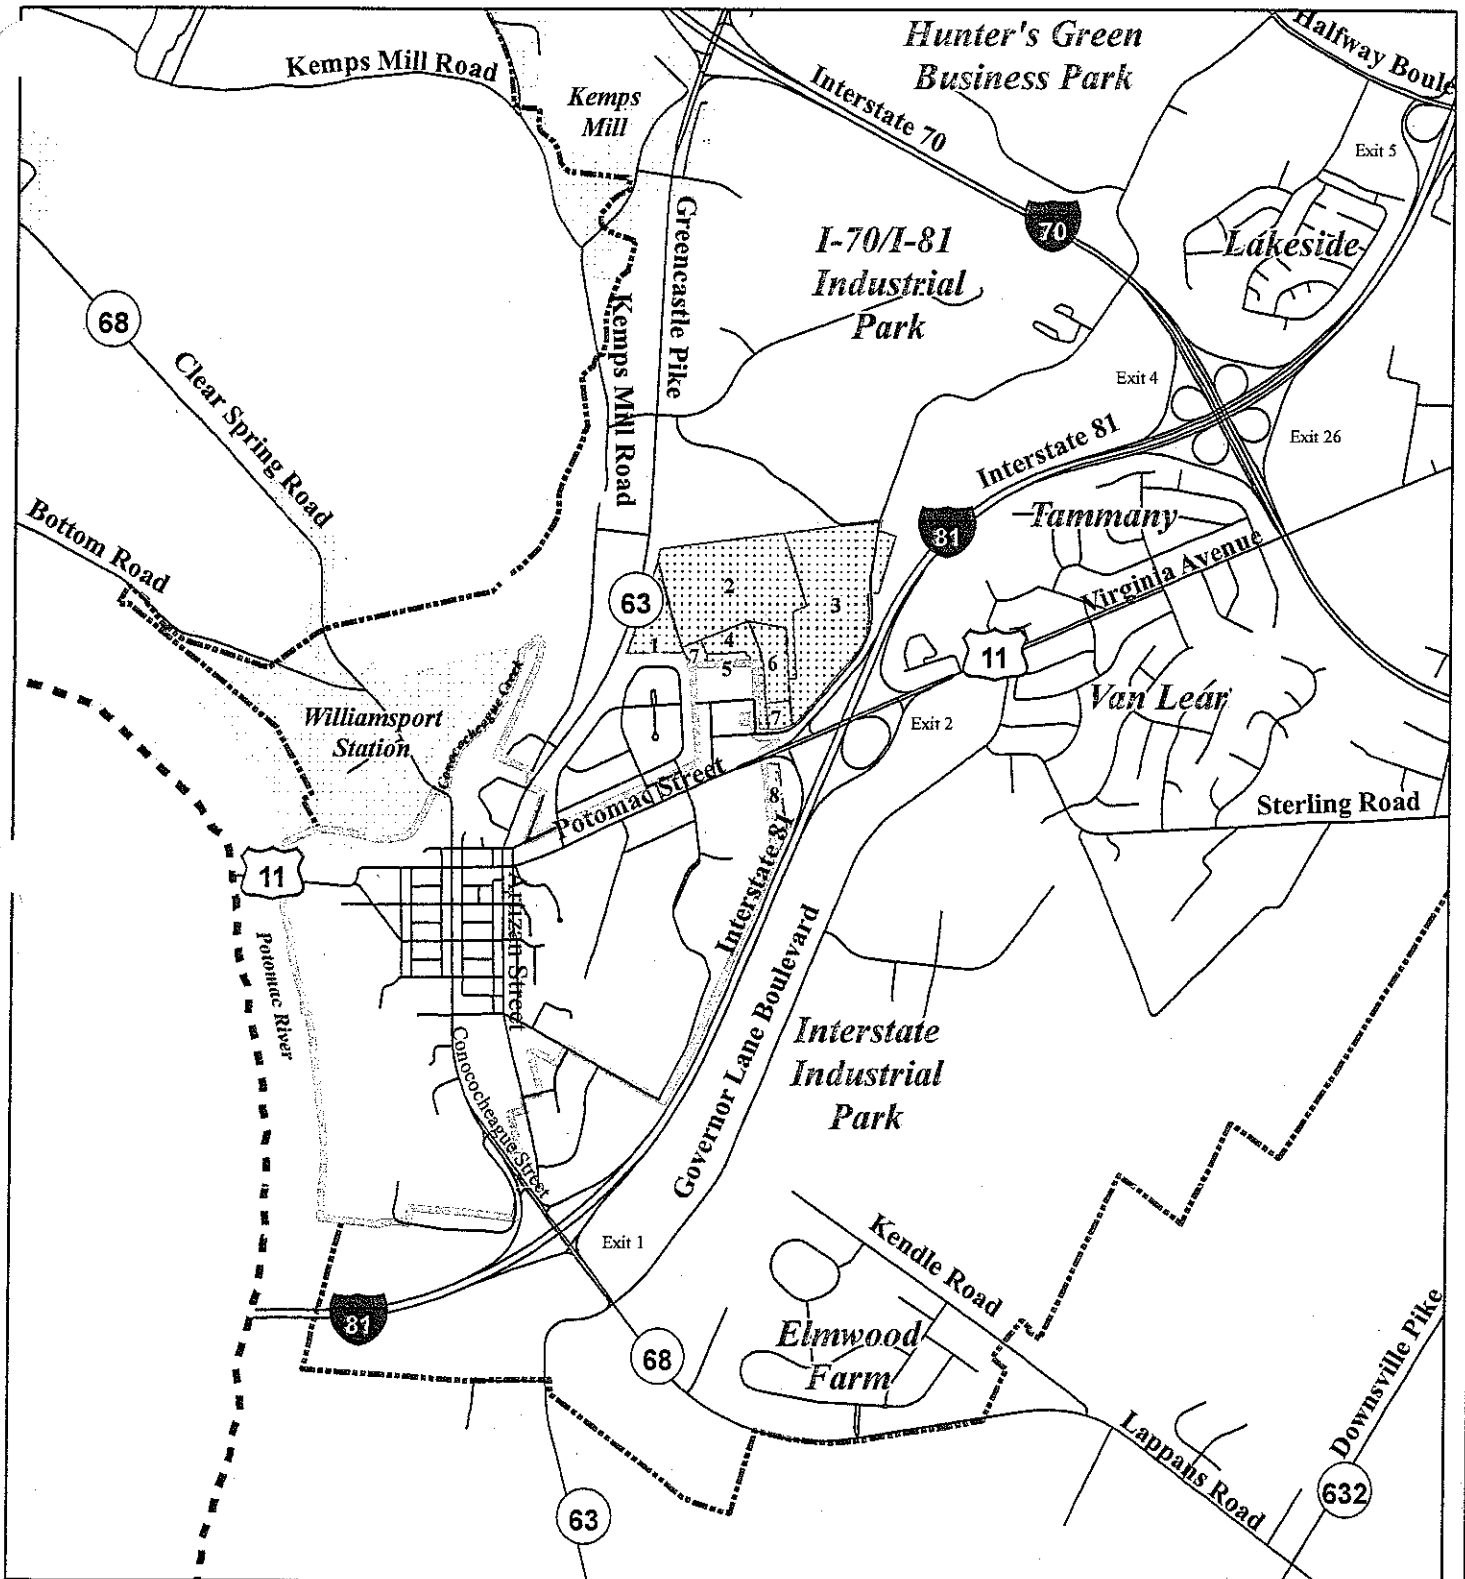 Hunter's Green
Business Park
Halfway Boule
Kemps Mill Road
Kemps
Mill
Interstate 70
Exit 5
Greencastle Pike
70
I-70/I-81
Industrial
Park
Lakeside
68
Clear Spring Road
Kemps Mill Road
Exit 4
Exit 26
Interstate 81
Bottom Road
81
Tammany
Virginia Avenue
63
2
3
1
4
7
5
6
7
11
Van Lear
Williamsport
Station
Conococheague Creek
Exit 2
Potomac Street
8
Sterling Road
11
Interstate 81
Artizan Street
Potomac River
Governor Lane Boulevard
Interstate
Industrial
Park
Conococheague Street
Exit 1
Kendle Road
81
68
Elmwood
Farm
Downsville Pike
Lappans Road
632
63